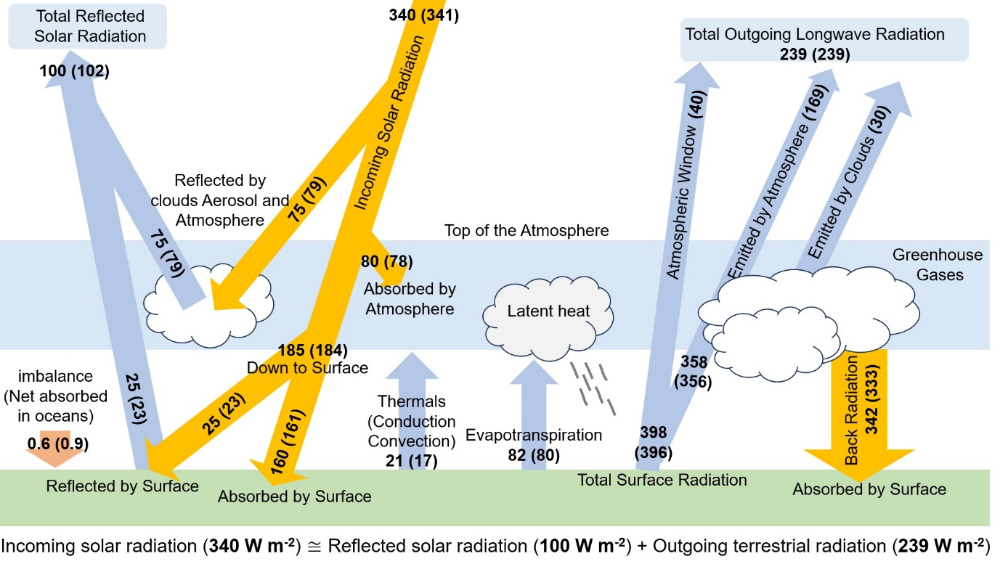 Total Reflected
Solar Radiation
100 (102)
340 (341)
Incoming Solar Radiation
Total Outgoing Longwave Radiation
239 (239)
Reflected by
clouds Aerosol and
Atmosphere
75 (79)
75 (79)
Top of the Atmosphere
80 (78)
Absorbed by
Atmosphere
Latent heat
Atmospheric Window (40)
Emitted by Atmosphere (169)
Emitted by Clouds (30)
Greenhouse
Gases
185 (184)
Down to Surface
imbalance
(Net absorbed
in oceans)
0.6 (0.9)
25 (23)
25 (23)
160 (161)
Thermals
(Conduction
Convection)
21 (17)
Evapotranspiration
82 (80)
358
(356)
398
(396)
Back Radiation
342 (333)
Reflected by Surface
Absorbed by Surface
Total Surface Radiation
Absorbed by Surface
Incoming solar radiation (340 W m⁻²) ≅ Reflected solar radiation (100 W m⁻²) + Outgoing terrestrial radiation (239 W m⁻²)